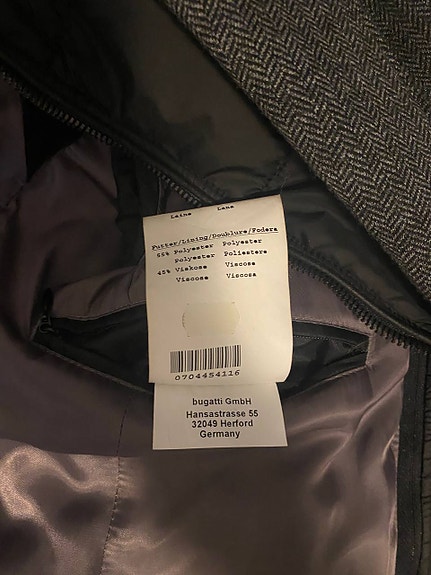 Laine Lana
Futter/Lining/Doublure/Fodera
65% Polyester Polyester
Polyester Poliestere
45% Viskose Viscose
Viscose Viscosa
0704454116
bugatti GmbH
Hansastrasse 55
32049 Herford
Germany